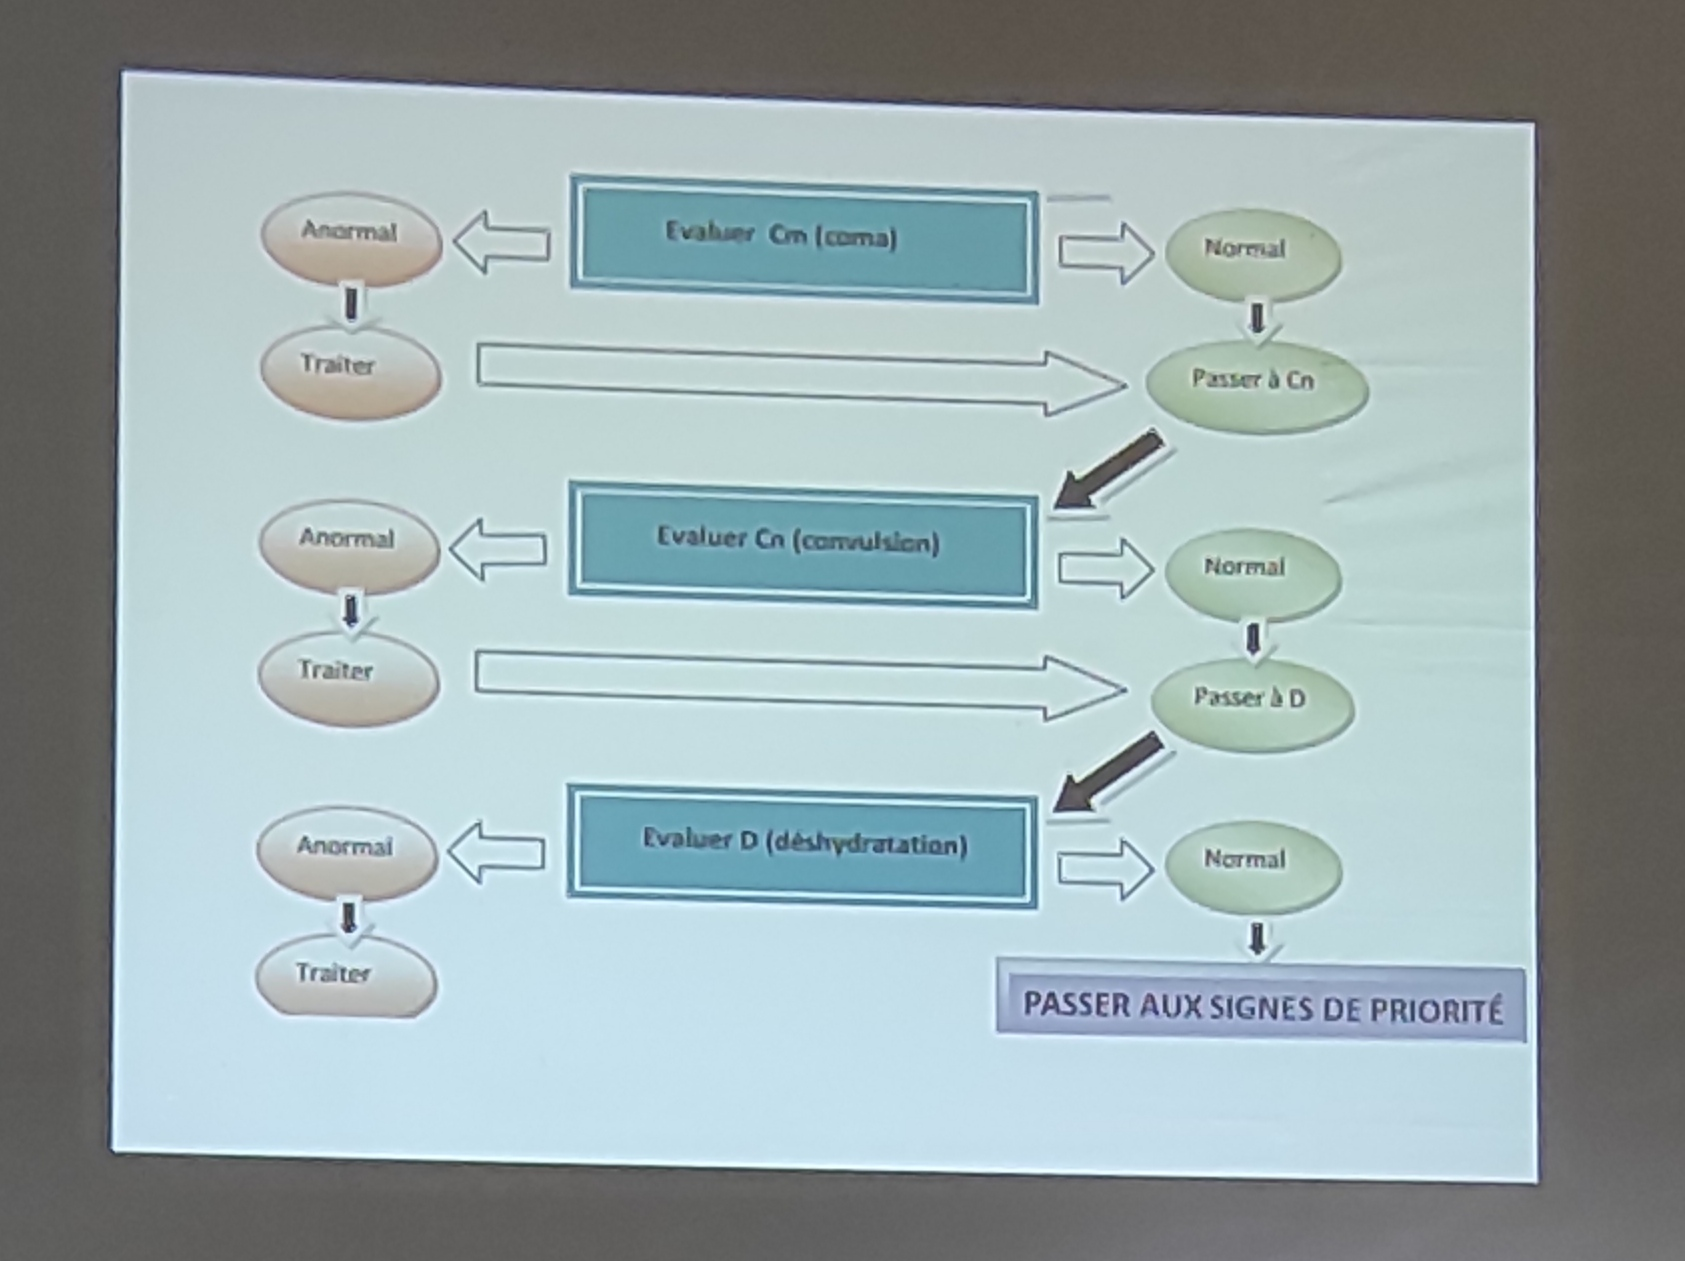 Evaluer Cm (coma)
Anormal
Normal
Traiter
Passer à Cn
Evaluer Cn (convulsion)
Anormal
Normal
Traiter
Passer à D
Evaluer D (déshydratation)
Anormal
Normal
Traiter
PASSER AUX SIGNES DE PRIORITÉ